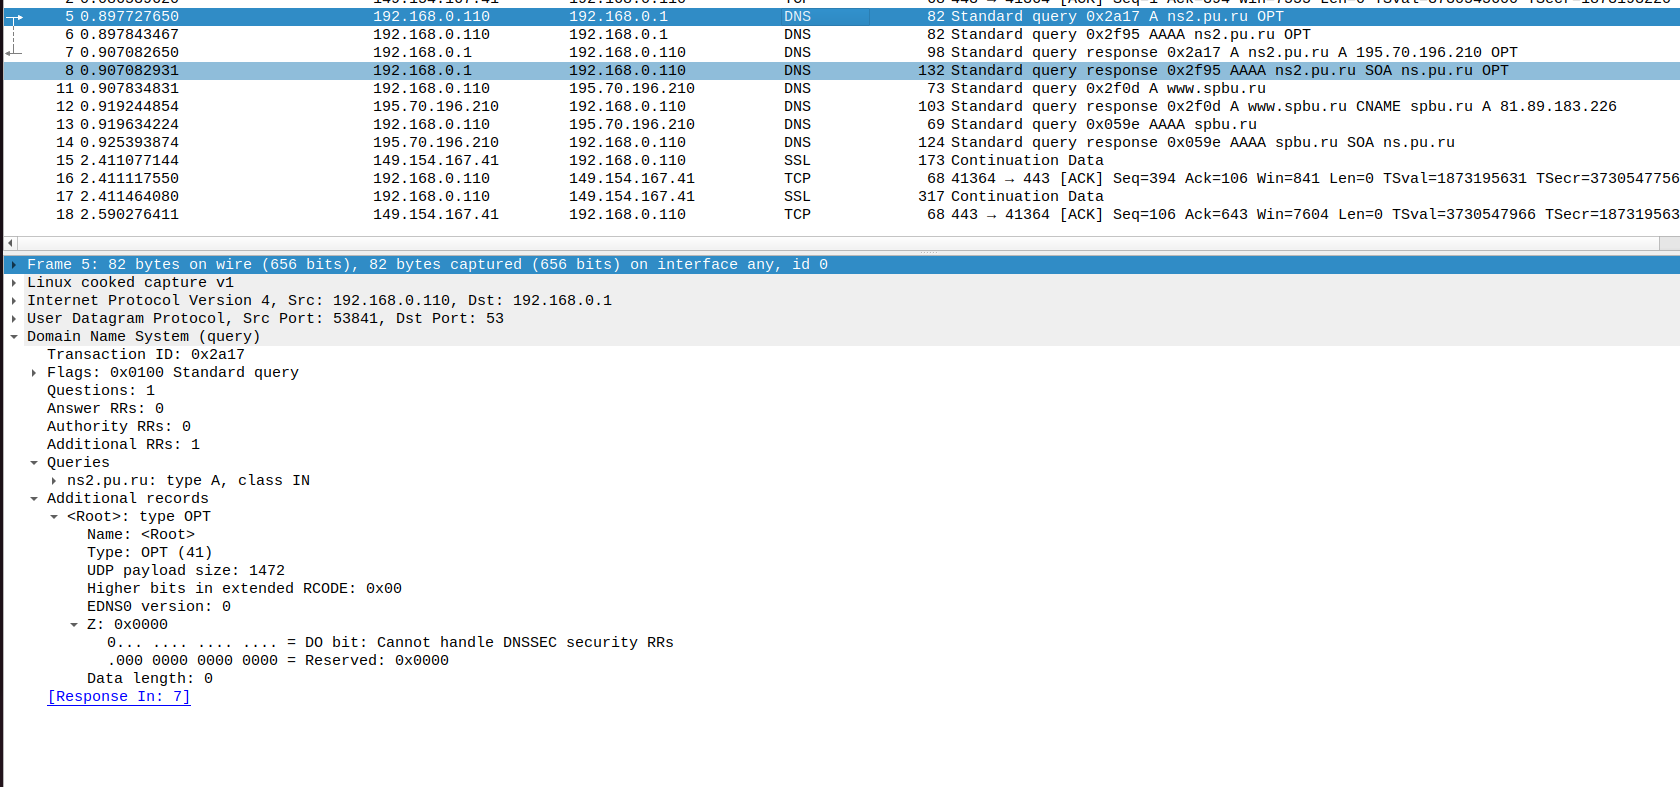 5 0.897727650 192.168.0.110 192.168.0.1 DNS 82 Standard query 0x2a17 A ns2.pu.ru OPT
6 0.897843467 192.168.0.110 192.168.0.1 DNS 82 Standard query 0x2f95 AAAA ns2.pu.ru OPT
7 0.907082650 192.168.0.1 192.168.0.110 DNS 98 Standard query response 0x2a17 A ns2.pu.ru A 195.70.196.210 OPT
8 0.907082931 192.168.0.1 192.168.0.110 DNS 132 Standard query response 0x2f95 AAAA ns2.pu.ru SOA ns.pu.ru OPT
11 0.907834831 192.168.0.110 195.70.196.210 DNS 73 Standard query 0x2f0d A www.spbu.ru
12 0.919244854 195.70.196.210 192.168.0.110 DNS 103 Standard query response 0x2f0d A www.spbu.ru CNAME spbu.ru A 81.89.183.226
13 0.919634224 192.168.0.110 195.70.196.210 DNS 69 Standard query 0x059e AAAA spbu.ru
14 0.925393874 195.70.196.210 192.168.0.110 DNS 124 Standard query response 0x059e AAAA spbu.ru SOA ns.pu.ru
15 2.411077144 149.154.167.41 192.168.0.110 SSL 173 Continuation Data
16 2.411117550 192.168.0.110 149.154.167.41 TCP 68 41364 → 443 [ACK] Seq=394 Ack=106 Win=841 Len=0 TSval=1873195631 TSecr=3730547756
17 2.411464080 192.168.0.110 149.154.167.41 SSL 317 Continuation Data
18 2.590276411 149.154.167.41 192.168.0.110 TCP 68 443 → 41364 [ACK] Seq=106 Ack=643 Win=7604 Len=0 TSval=3730547966 TSecr=187319563
Frame 5: 82 bytes on wire (656 bits), 82 bytes captured (656 bits) on interface any, id 0
Linux cooked capture v1
Internet Protocol Version 4, Src: 192.168.0.110, Dst: 192.168.0.1
User Datagram Protocol, Src Port: 53841, Dst Port: 53
Domain Name System (query)
Transaction ID: 0x2a17
Flags: 0x0100 Standard query
Questions: 1
Answer RRs: 0
Authority RRs: 0
Additional RRs: 1
Queries
ns2.pu.ru: type A, class IN
Additional records
<Root>: type OPT
Name: <Root>
Type: OPT (41)
UDP payload size: 1472
Higher bits in extended RCODE: 0x00
EDNS0 version: 0
Z: 0x0000
0... .... .... .... = DO bit: Cannot handle DNSSEC security RRs
.000 0000 0000 0000 = Reserved: 0x0000
Data length: 0
[Response In: 7]